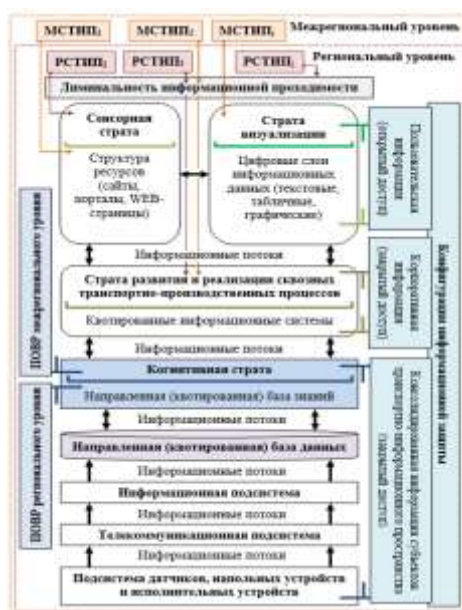 Межрегиональный уровень
МСТИП₁
МСТИП₂
МСТИПᵢ
Региональный уровень
РСТИП₁
РСТИП₂
РСТИПᵢ
Лиминальность информационной проходимости
Сенсорная
страта
Структура
ресурсов
(сайты,
порталы, WEB-
страницы)
Страта
визуализации
Цифровые слои
информационных
данных (текстовые,
табличные,
графические)
Информационные потоки
Страта развития и реализации сквозных
транспортно-производственных процессов
Квотированные информационные системы
Информационные потоки
Когнитивная страта
Направленная (квотированная) база знаний
Информационные потоки
Направленная (квотированная) база данных
Информационные потоки
Информационная подсистема
Информационные потоки
Телекоммуникационная подсистема
Информационные потоки
Подсистема датчиков, напольных устройств
и исполнительных устройств
ПОВР межрегионального уровня
ПОВР регионального уровня
Пользовательская
информация
(открытый доступ)
Корпоративная
информация
(закрытый доступ)
Консолидированная информация субъектов
транспортно-информационного пространства
(закрытый доступ)
Конфигурация информационной защиты